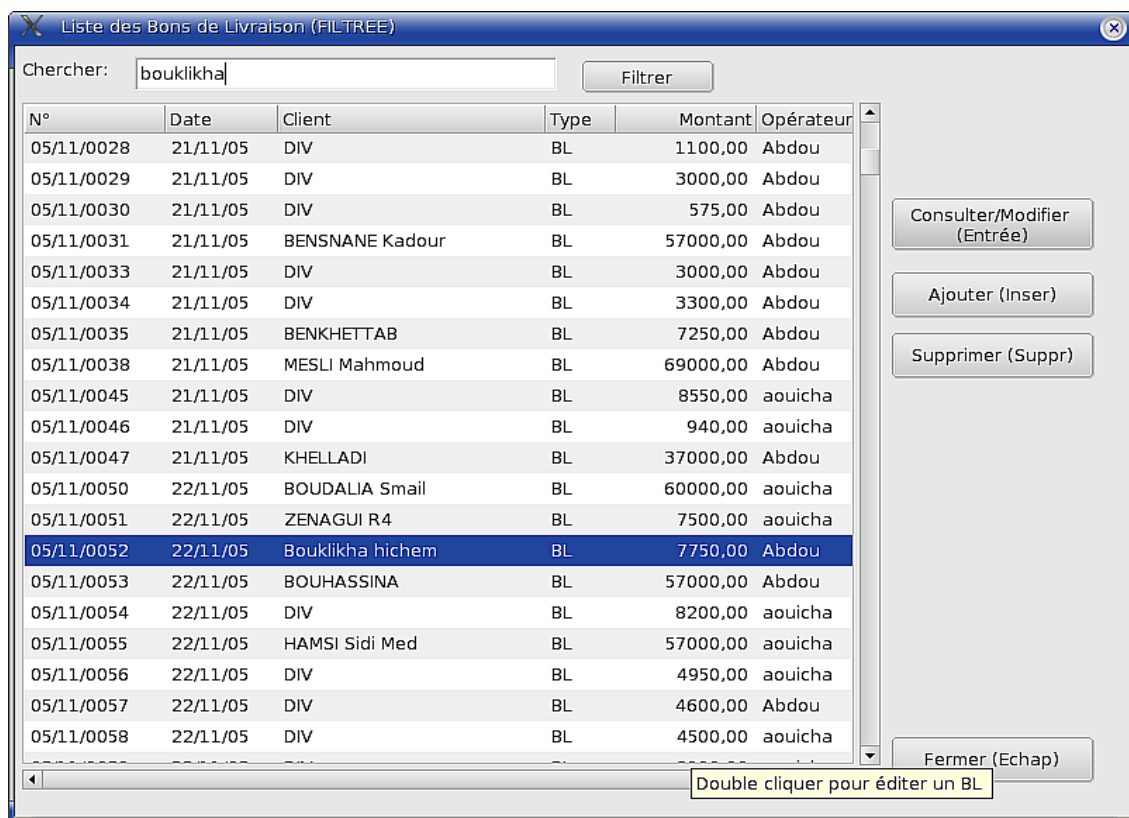 Liste des Bons de Livraison (FILTREE)
Chercher: bouklikha Filtrer
N° Date Client Type Montant Opérateur
05/11/0028 21/11/05 DIV BL 1100,00 Abdou
05/11/0029 21/11/05 DIV BL 3000,00 Abdou
05/11/0030 21/11/05 DIV BL 575,00 Abdou
05/11/0031 21/11/05 BENSNANE Kadour BL 57000,00 Abdou
05/11/0033 21/11/05 DIV BL 3000,00 Abdou
05/11/0034 21/11/05 DIV BL 3300,00 Abdou
05/11/0035 21/11/05 BENKHETTAB BL 7250,00 Abdou
05/11/0038 21/11/05 MESLI Mahmoud BL 69000,00 Abdou
05/11/0045 21/11/05 DIV BL 8550,00 aouicha
05/11/0046 21/11/05 DIV BL 940,00 aouicha
05/11/0047 21/11/05 KHELLADI BL 37000,00 Abdou
05/11/0050 22/11/05 BOUDALIA Smail BL 60000,00 aouicha
05/11/0051 22/11/05 ZENAGUI R4 BL 7500,00 aouicha
05/11/0052 22/11/05 Bouklikha hichem BL 7750,00 Abdou
05/11/0053 22/11/05 BOUHASSINA BL 57000,00 Abdou
05/11/0054 22/11/05 DIV BL 8200,00 aouicha
05/11/0055 22/11/05 HAMSI Sidi Med BL 57000,00 aouicha
05/11/0056 22/11/05 DIV BL 4950,00 aouicha
05/11/0057 22/11/05 DIV BL 4600,00 Abdou
05/11/0058 22/11/05 DIV BL 4500,00 aouicha
Consulter/Modifier
(Entrée)
Ajouter (Inser)
Supprimer (Suppr)
Fermer (Echap)
Double cliquer pour éditer un BL